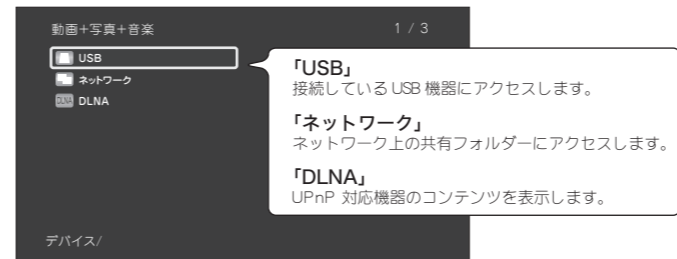 動画+写真+音楽
1 / 3
USB
ネットワーク
DLNA DLNA
デバイス/
「USB」
接続しているUSB 機器にアクセスします。
「ネットワーク」
ネットワーク上の共有フォルダーにアクセスします。
「DLNA」
UPnP 対応機器のコンテンツを表示します。